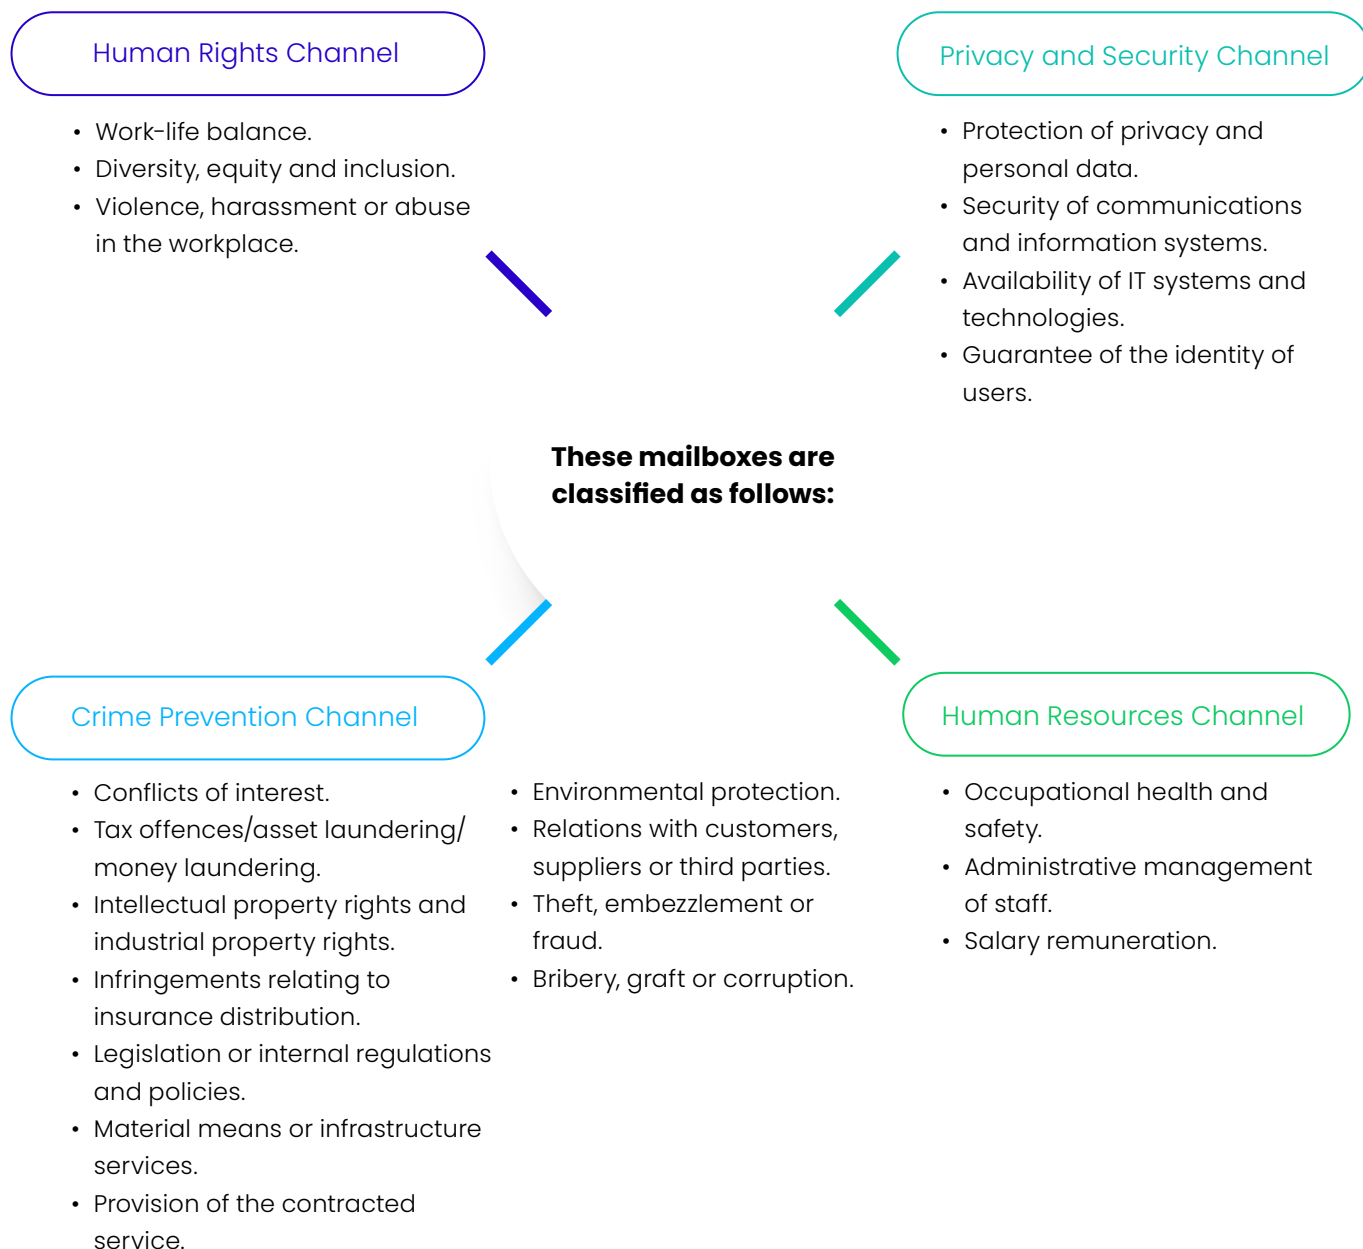 Human Rights Channel
• Work-life balance.
• Diversity, equity and inclusion.
• Violence, harassment or abuse
in the workplace.
Privacy and Security Channel
• Protection of privacy and
personal data.
• Security of communications
and information systems.
• Availability of IT systems and
technologies.
• Guarantee of the identity of
users.
These mailboxes are
classified as follows:
Crime Prevention Channel
• Conflicts of interest.
• Tax offences/asset laundering/
money laundering.
• Intellectual property rights and
industrial property rights.
• Infringements relating to
insurance distribution.
• Legislation or internal regulations
and policies.
• Material means or infrastructure
services.
• Provision of the contracted
service.
• Environmental protection.
• Relations with customers,
suppliers or third parties.
• Theft, embezzlement or
fraud.
• Bribery, graft or corruption.
Human Resources Channel
• Occupational health and
safety.
• Administrative management
of staff.
• Salary remuneration.